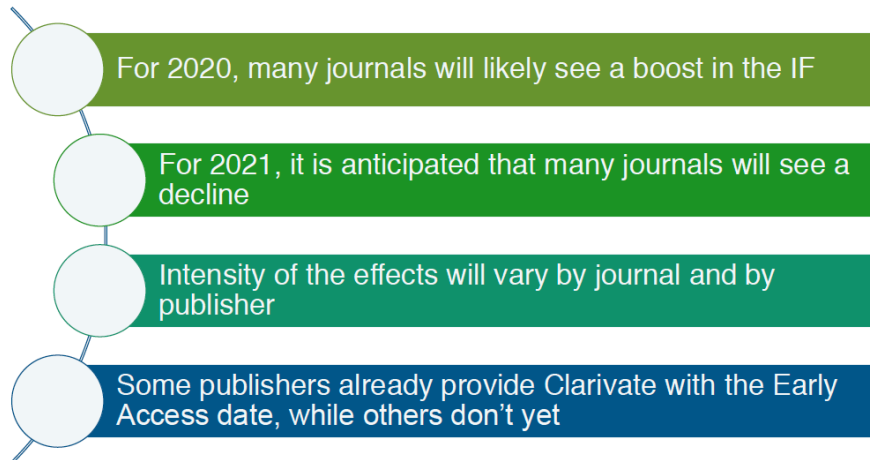 For 2020, many journals will likely see a boost in the IF
For 2021, it is anticipated that many journals will see a
decline
Intensity of the effects will vary by journal and by
publisher
Some publishers already provide Clarivate with the Early
Access date, while others don’t yet